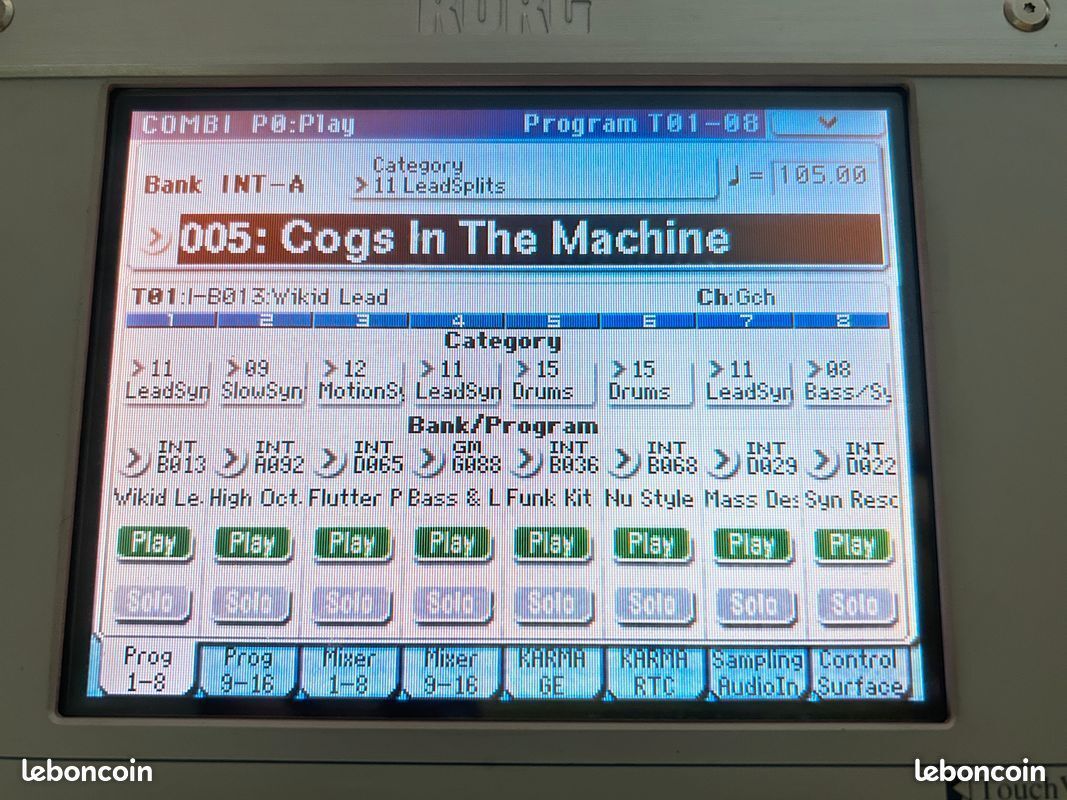 KORG
COMBI P0:Play Program T01-08
Category
Bank INT-A 11 LeadSplits ♩= 105.00
005: Cogs In The Machine
T01:I-B013:Wikid Lead Ch:Gch
1 2 3 4 5 6 7 8
Category
11 09 12 11 15 15 11 08
LeadSyn SlowSyn MotionSy LeadSyn Drums Drums LeadSyn Bass/Sy
Bank/Program
INT INT INT GM INT INT INT INT
B013 A092 D065 G088 B036 B068 D029 D022
Wikid Le High Oct. Flutter P Bass & L Funk Kit Nu Style Mass Des Syn Reso
Play Play Play Play Play Play Play Play
Solo Solo Solo Solo Solo Solo Solo Solo
Prog Prog Mixer Mixer KARMA KARMA Sampling Control
1-8 9-16 1-8 9-16 GE RTC AudioIn Surface
leboncoin leboncoin
Touch